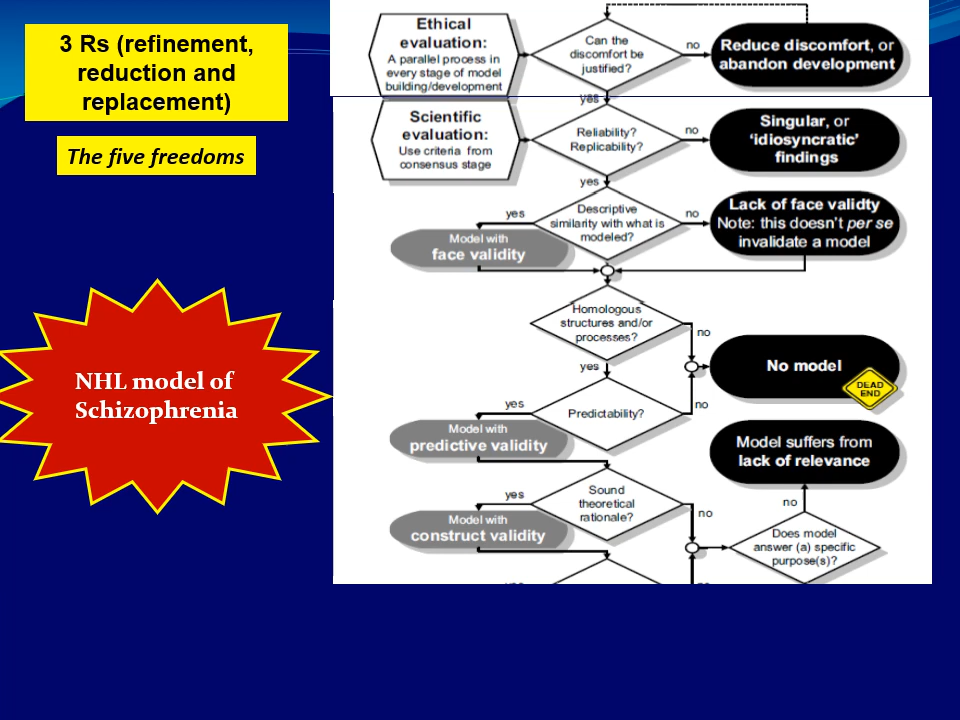 3 Rs (refinement,
reduction and
replacement)
The five freedoms
NHL model of
Schizophrenia
Ethical
evaluation:
A parallel process in
every stage of model
building/development
Can the
discomfort be
justified?
no
Reduce discomfort, or
abandon development
yes
Scientific
evaluation:
Use criteria from
consensus stage
Reliability?
Replicability?
no
Singular, or
‘idiosyncratic’
findings
yes
Descriptive
similarity with what is
modeled?
yes
no
Model with
face validity
Lack of face validty
Note: this doesn't per se
invalidate a model
Homologous
structures and/or
processes?
no
yes
No model
DEAD
END
Predictability?
yes
no
Model with
predictive validity
Model suffers from
lack of relevance
Sound
theoretical
rationale?
yes
no
no
Model with
construct validity
Does model
answer (a) specific
purpose(s)?